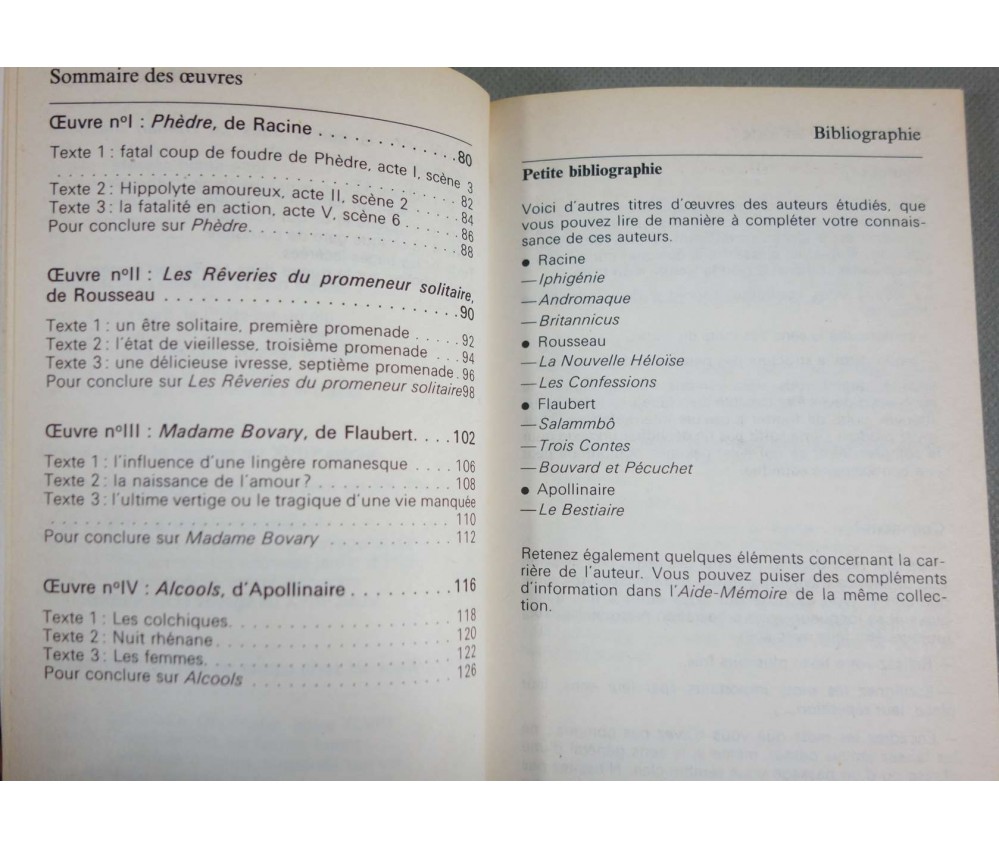 Sommaire des œuvres
Œuvre nºI : Phèdre, de Racine . . . . . . . . . . . . 80
Texte 1 : fatal coup de foudre de Phèdre, acte I, scène 3
. . . . . . . . . . . . . . . . . . . . . . . . . . . . . . . 82
Texte 2 : Hippolyte amoureux, acte II, scène 2 . . . . 84
Texte 3 : la fatalité en action, acte V, scène 6 . . . . 86
Pour conclure sur Phèdre. . . . . . . . . . . . . . . . 88
Œuvre nºII : Les Rêveries du promeneur solitaire,
de Rousseau . . . . . . . . . . . . . . . . . . . . . . 90
Texte 1 : un être solitaire, première promenade . . . . 92
Texte 2 : l'état de vieillesse, troisième promenade . . . 94
Texte 3 : une délicieuse ivresse, septième promenade . 96
Pour conclure sur Les Rêveries du promeneur solitaire98
Œuvre nºIII : Madame Bovary, de Flaubert. . . . 102
Texte 1 : l'influence d'une lingère romanesque . . . . 106
Texte 2 : la naissance de l'amour ? . . . . . . . . . . . 108
Texte 3 : l'ultime vertige ou le tragique d'une vie manquée
. . . . . . . . . . . . . . . . . . . . . . . . . . . . . . . 110
Pour conclure sur Madame Bovary . . . . . . . . . . . 112
Œuvre nºIV : Alcools, d'Apollinaire . . . . . . . . . 116
Texte 1 : Les colchiques. . . . . . . . . . . . . . . . . 118
Texte 2 : Nuit rhénane . . . . . . . . . . . . . . . . . . 120
Texte 3 : Les femmes. . . . . . . . . . . . . . . . . . . 122
Pour conclure sur Alcools . . . . . . . . . . . . . . . . 126
Bibliographie
Petite bibliographie
Voici d'autres titres d'œuvres des auteurs étudiés, que
vous pouvez lire de manière à compléter votre connais-
sance de ces auteurs.
● Racine
— Iphigénie
— Andromaque
— Britannicus
● Rousseau
— La Nouvelle Héloïse
— Les Confessions
● Flaubert
— Salammbô
— Trois Contes
— Bouvard et Pécuchet
● Apollinaire
— Le Bestiaire
Retenez également quelques éléments concernant la car-
rière de l'auteur. Vous pouvez puiser des compléments
d'information dans l'Aide-Mémoire de la même collec-
tion.